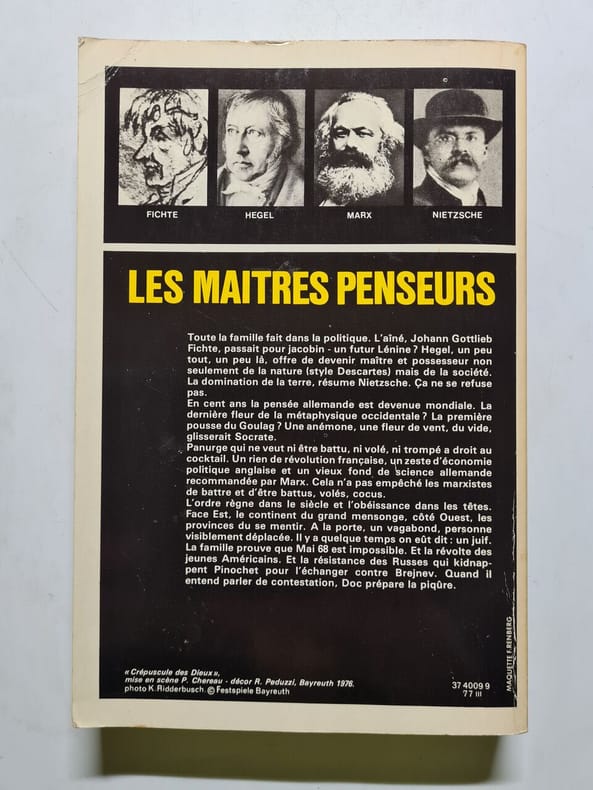 FICHTE HEGEL MARX NIETZSCHE
LES MAITRES PENSEURS
Toute la famille fait dans la politique. L'aîné, Johann Gottlieb
Fichte, passait pour jacobin - un futur Lénine ? Hegel, un peu
tout, un peu là, offre de devenir maître et possesseur non
seulement de la nature (style Descartes) mais de la société.
La domination de la terre, résume Nietzsche. Ça ne se refuse
pas.
En cent ans la pensée allemande est devenue mondiale. La
dernière fleur de la métaphysique occidentale ? La première
pousse du Goulag ? Une anémone, une fleur de vent, du vide,
glisserait Socrate.
Panurge qui ne veut ni être battu, ni volé, ni trompé a droit au
cocktail. Un rien de révolution française, un zeste d'économie
politique anglaise et un vieux fond de science allemande
recommandée par Marx. Cela n'a pas empêché les marxistes
de battre et d'être battus, volés, cocus.
L'ordre règne dans le siècle et l'obéissance dans les têtes.
Face Est, le continent du grand mensonge, côté Ouest, les
provinces du se mentir. A la porte, un vagabond, personne
visiblement déplacée. Il y a quelque temps on eût dit : un juif.
La famille prouve que Mai 68 est impossible. Et la révolte des
jeunes Américains. Et la résistance des Russes qui kidnap-
pent Pinochet pour l'échanger contre Brejnev. Quand il
entend parler de contestation, Doc prépare la piqûre.
« Crépuscule des Dieux »,
mise en scène P. Chereau - décor R. Peduzzi, Bayreuth 1976.
photo K. Ridderbusch. © Festspiele Bayreuth
37 4009 9
77 III
MAQUETTE F. RENBERG